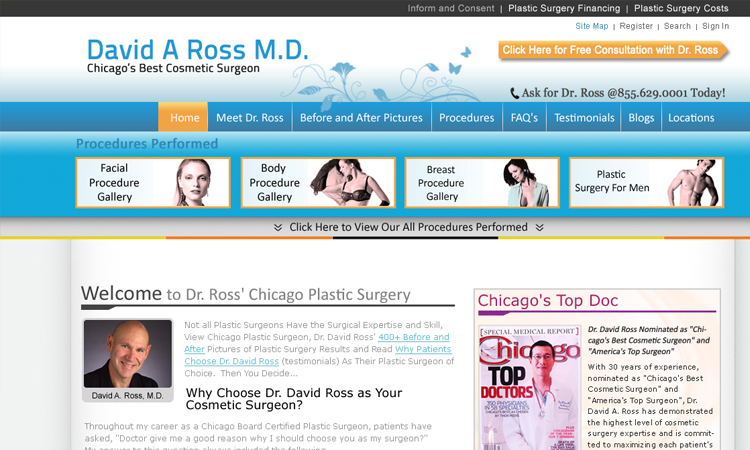 Inform and Consent | Plastic Surgery Financing | Plastic Surgery Costs
Site Map | Register | Search | Sign In
David A Ross M.D.
Chicago's Best Cosmetic Surgeon
Click Here for Free Consultation with Dr. Ross
Ask for Dr. Ross @855.629.0001 Today!
Home | Meet Dr. Ross | Before and After Pictures | Procedures | FAQ's | Testimonials | Blogs | Locations
Procedures Performed
Facial
Procedure
Gallery
Body
Procedure
Gallery
Breast
Procedure
Gallery
Plastic
Surgery For Men
Click Here to View Our All Procedures Performed
Welcome to Dr. Ross' Chicago Plastic Surgery
David A. Ross, M.D.
Not all Plastic Surgeons Have the Surgical Expertise and Skill,
View Chicago Plastic Surgeon, Dr. David Ross' 400+ Before and
After Pictures of Plastic Surgery Results and Read Why Patients
Choose Dr. David Ross (testimonials) As Their Plastic Surgeon of
Choice. Then You Decide...
Why Choose Dr. David Ross as Your
Cosmetic Surgeon?
Throughout my career as a Chicago Board Certified Plastic Surgeon, patients have
asked, "Doctor give me a good reason why I should choose you as my surgeon?"
My answer to this question always included the following
Chicago's Top Doc
SPECIAL MEDICAL REPORT
Chicago
TOP
DOCTORS
Dr. David Ross Nominated as "Chi-
cago's Best Cosmetic Surgeon" and
"America's Top Surgeon"
With 30 years of experience,
nominated as "Chicago's Best
Cosmetic Surgeon" and
"America's Top Surgeon", Dr.
David A. Ross has demonstrated
the highest level of cosmetic
surgery expertise and is commit-
ted to maximizing each patient's